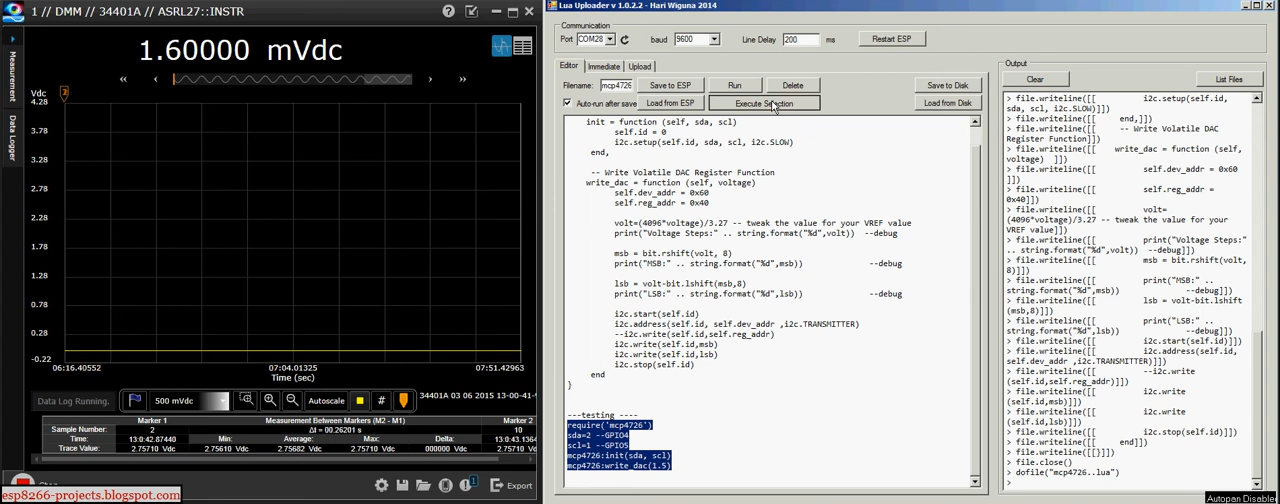 1 // DMM // 34401A // ASRL27::INSTR
1.60000 mVdc
Measurement
Data Logger
Vdc
4.28
3.78
3.28
2.78
2.28
1.78
1.28
0.78
0.28
-0.22
06:16.40552
07:04.01325
07:51.42963
Time (sec)
Data Log Running.
500 mVdc
Autoscale
#
34401A 03 06 2015 13-00-41-
Marker 1
Measurement Between Markers (M2 - M1)
Marker 2
Sample Number:
2
Δt = 00.26201 s
10
Time:
13:0:42.87440
Min:
Average:
Max:
Delta:
13:0:43.1364
Trace Value:
2.75710 Vdc
2.75610 Vdc
2.75682 Vdc
2.75710 Vdc
000000 Vdc
2.75710 Vdc
Export
esp8266-projects.blogspot.com
Lua Uploader v 1.0.2.2 - Hari Wiguna 2014
Communication
Port
COM28
baud
9600
Line Delay
200
ms
Restart ESP
Editor
Immediate
Upload
Filename:
mcp4726
Save to ESP
Run
Delete
Save to Disk
Auto-run after save
Load from ESP
Execute Selection
Load from Disk
init = function (self, sda, scl)
self.id = 0
i2c.setup(self.id, sda, scl, i2c.SLOW)
end,
-- Write Volatile DAC Register Function
write_dac = function (self, voltage)
self.dev_addr = 0x60
self.reg_addr = 0x40
volt=(4096*voltage)/3.27 -- tweak the value for your VREF value
print("Voltage Steps:" .. string.format("%d",volt)) --debug
msb = bit.rshift(volt, 8)
print("MSB:" .. string.format("%d",msb)) --debug
lsb = volt-bit.lshift(msb,8)
print("LSB:" .. string.format("%d",lsb)) --debug
i2c.start(self.id)
i2c.address(self.id, self.dev_addr ,i2c.TRANSMITTER)
--i2c.write(self.id,self.reg_addr)
i2c.write(self.id,msb)
i2c.write(self.id,lsb)
i2c.stop(self.id)
end
}
---testing ----
require('mcp4726')
sda=2 --GPIO4
scl=1 --GPIO5
mcp4726:init(sda, scl)
mcp4726:write_dac(1.5)
Output
Clear
List Files
> file.writeline([[ i2c.setup(self.id,
sda, scl, i2c.SLOW)]])
> file.writeline([[ end,]])
> file.writeline([[ -- Write Volatile DAC
Register Function]])
> file.writeline([[ write_dac = function (self,
voltage) ]])
> file.writeline([[ self.dev_addr = 0x60
]])
> file.writeline([[ self.reg_addr =
0x40]])
> file.writeline([[ volt=
(4096*voltage)/3.27 -- tweak the value for your
VREF value]])
> file.writeline([[ print("Voltage Steps:"
.. string.format("%d",volt)) --debug]])
> file.writeline([[ msb = bit.rshift(volt,
8)]])
> file.writeline([[ print("MSB:" ..
string.format("%d",msb)) --debug]])
> file.writeline([[ lsb = volt-bit.lshift
(msb,8)]])
> file.writeline([[ print("LSB:" ..
string.format("%d",lsb)) --debug]])
> file.writeline([[ i2c.start(self.id)]])
> file.writeline([[ i2c.address(self.id,
self.dev_addr ,i2c.TRANSMITTER)]])
> file.writeline([[ --i2c.write
(self.id,self.reg_addr)]])
> file.writeline([[ i2c.write
(self.id,msb)]])
> file.writeline([[ i2c.write
(self.id,lsb)]])
> file.writeline([[ i2c.stop(self.id)]])
> file.writeline([[ end]])
> file.writeline([[}]])
> file.close()
> dofile("mcp4726..lua")
>
Autopan Disabled